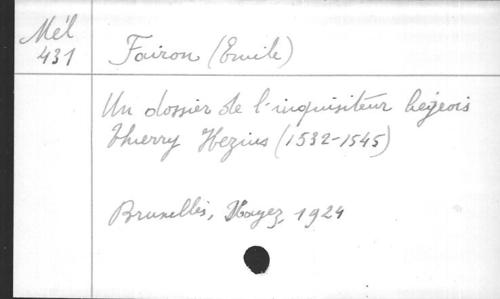 Mél
431
Fairon (Emile)
Un dossier de l'inquisiteur liégeois
Thierry Hezius (1532-1545)
Bruxelles, Hayez, 1924